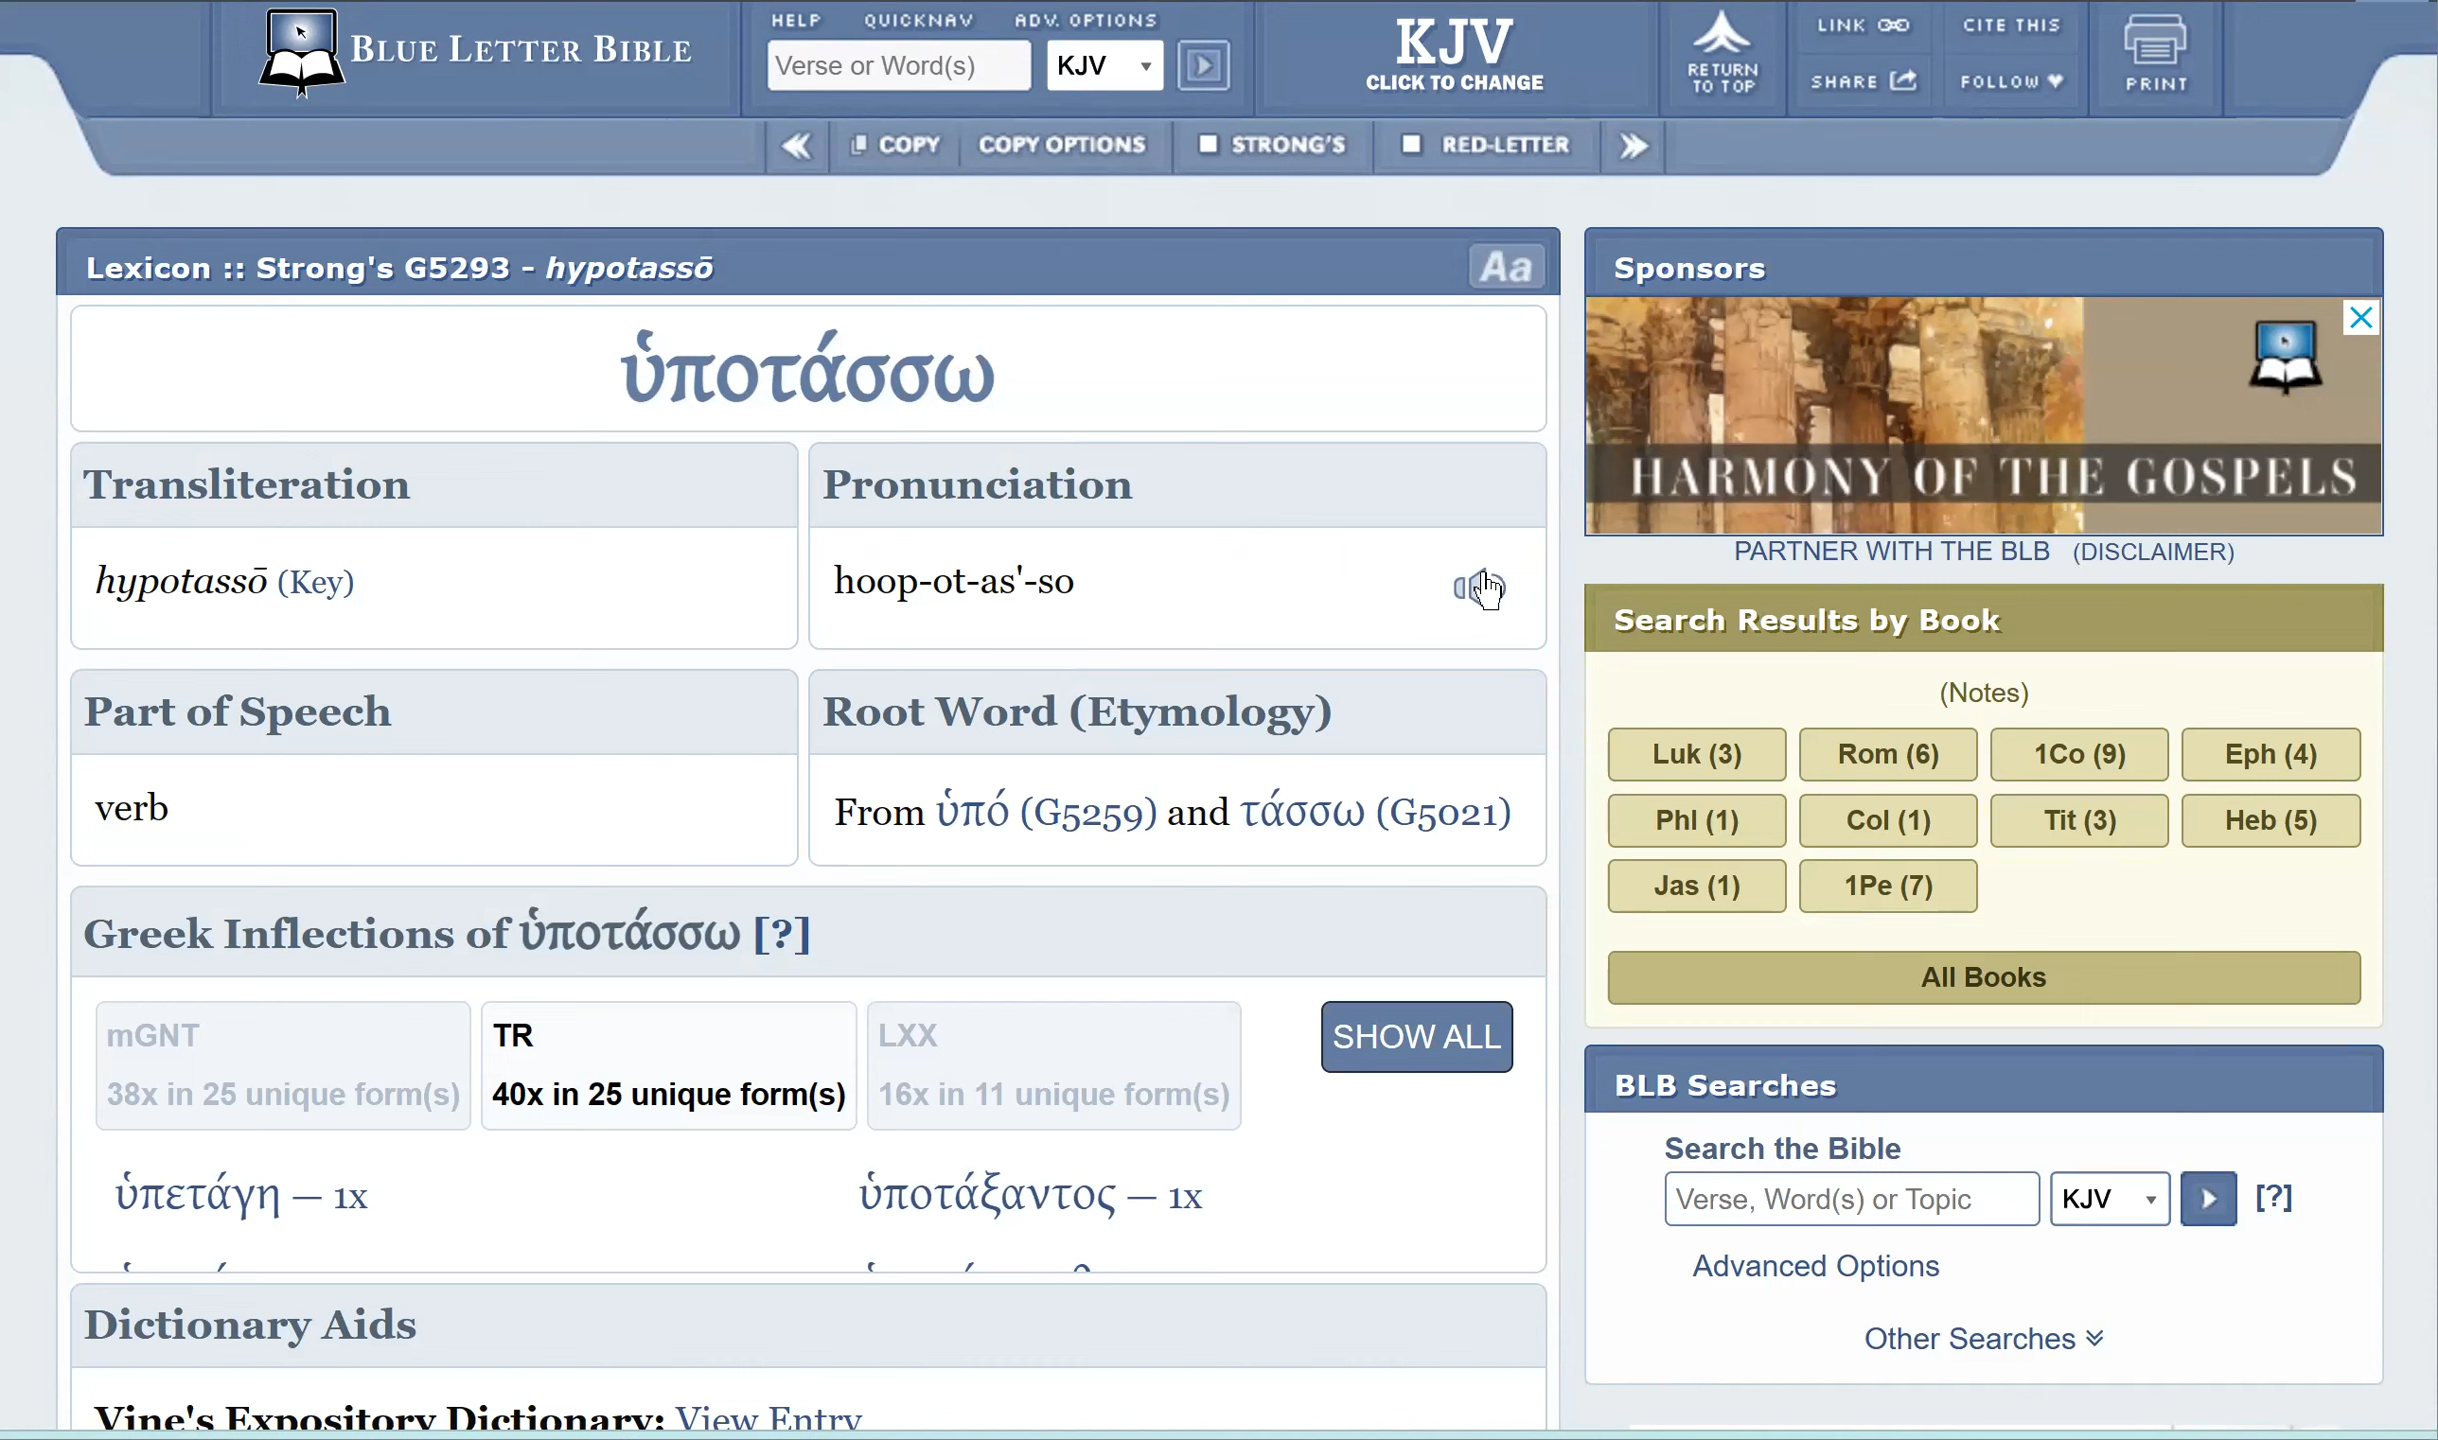 BLUE LETTER BIBLE
HELP QUICKNAV ADV. OPTIONS
Verse or Word(s) KJV
KJV
CLICK TO CHANGE
RETURN
TO TOP
LINK CITE THIS
SHARE FOLLOW
PRINT
COPY COPY OPTIONS STRONG'S RED-LETTER
Lexicon :: Strong's G5293 - hypotassō Aa
ὑποτάσσω
Transliteration
hypotassō (Key)
Pronunciation
hoop-ot-as'-so
Part of Speech
verb
Root Word (Etymology)
From ὑπό (G5259) and τάσσω (G5021)
Greek Inflections of ὑποτάσσω [?]
mGNT
38x in 25 unique form(s)
TR
40x in 25 unique form(s)
LXX
16x in 11 unique form(s)
SHOW ALL
ὑπετάγη — 1x
ὑποτάξαντος — 1x
Dictionary Aids
Vine's Expository Dictionary: View Entry
Sponsors
HARMONY OF THE GOSPELS
PARTNER WITH THE BLB (DISCLAIMER)
Search Results by Book
(Notes)
Luk (3) Rom (6) 1Co (9) Eph (4)
Phl (1) Col (1) Tit (3) Heb (5)
Jas (1) 1Pe (7)
All Books
BLB Searches
Search the Bible
Verse, Word(s) or Topic KJV [?]
Advanced Options
Other Searches